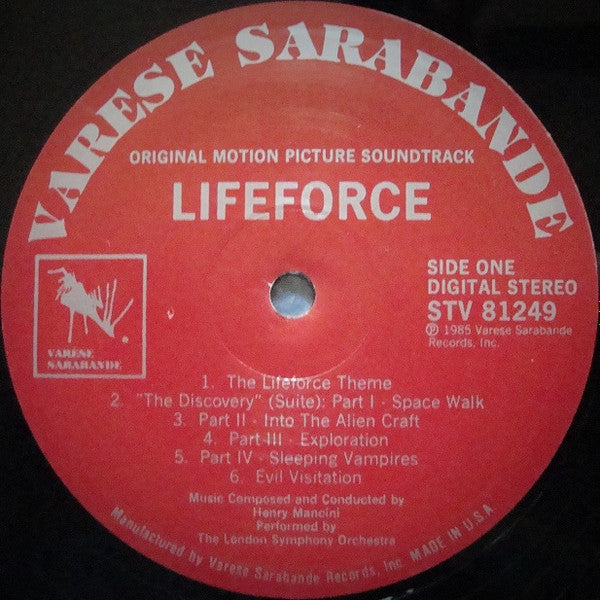 VARESE SARABANDE
ORIGINAL MOTION PICTURE SOUNDTRACK
LIFEFORCE
VARÈSE
SARABANDE
SIDE ONE
DIGITAL STEREO
STV 81249
℗ 1985 Varese Sarabande
Records, Inc.
1. The Lifeforce Theme
2. "The Discovery" (Suite): Part I - Space Walk
3. Part II - Into The Alien Craft
4. Part III - Exploration
5. Part IV - Sleeping Vampires
6. Evil Visitation
Music Composed and Conducted by
Henry Mancini
Performed by
The London Symphony Orchestra
Manufactured by Varese Sarabande Records, Inc. MADE IN U.S.A